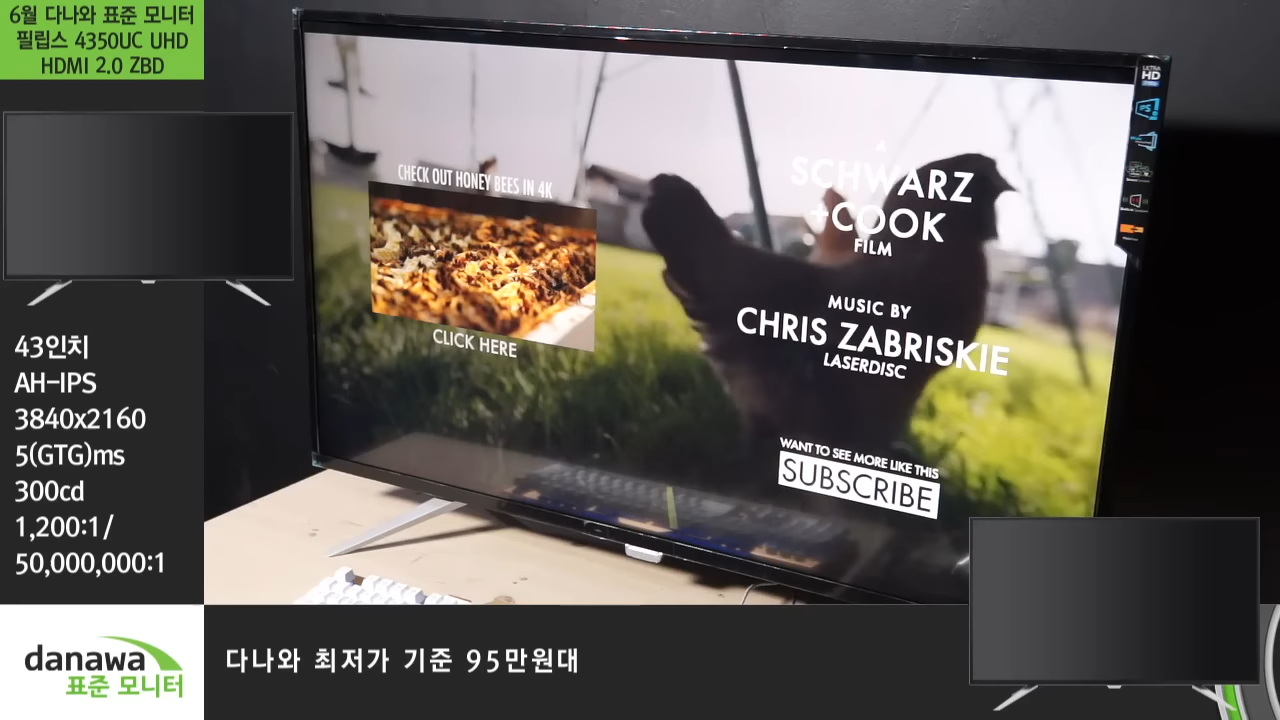 6월 다나와 표준 모니터
필립스 4350UC UHD
HDMI 2.0 ZBD
43인치
AH-IPS
3840x2160
5(GTG)ms
300cd
1,200:1/
50,000,000:1
danawa
표준 모니터
다나와 최저가 기준 95만원대
CHECK OUT HONEY BEES IN 4K
CLICK HERE
A
SCHWARZ
+COOK
FILM
MUSIC BY
CHRIS ZABRISKIE
LASERDISC
WANT TO SEE MORE LIKE THIS
SUBSCRIBE
ULTRA
HD
IPS